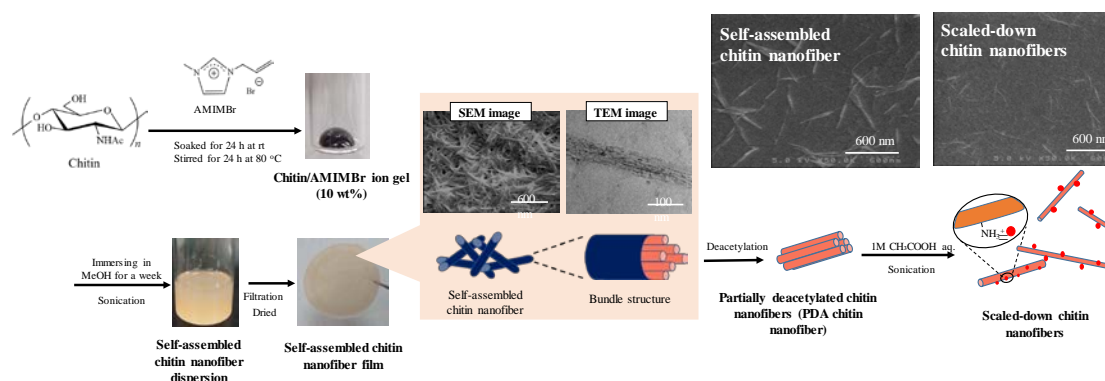 AMIMBr
Br
⊖
⊕
N
N
OH
O
O
HO
NHAc
n
Chitin
Soaked for 24 h at rt
Stirred for 24 h at 80 °C
Chitin/AMIMBr ion gel
(10 wt%)
Immersing in
MeOH for a week
Sonication
Self-assembled
chitin nanofiber
dispersion
Filtration
Dried
Self-assembled chitin
nanofiber film
SEM image
600
nm
TEM image
100
nm
Self-assembled
chitin nanofiber
Bundle structure
Self-assembled
chitin nanofiber
600 nm
Scaled-down
chitin nanofibers
600 nm
Deacetylation
Partially deacetylated chitin
nanofibers (PDA chitin
nanofiber)
1M CH₃COOH aq.
Sonication
NH₃⁺
Scaled-down chitin
nanofibers